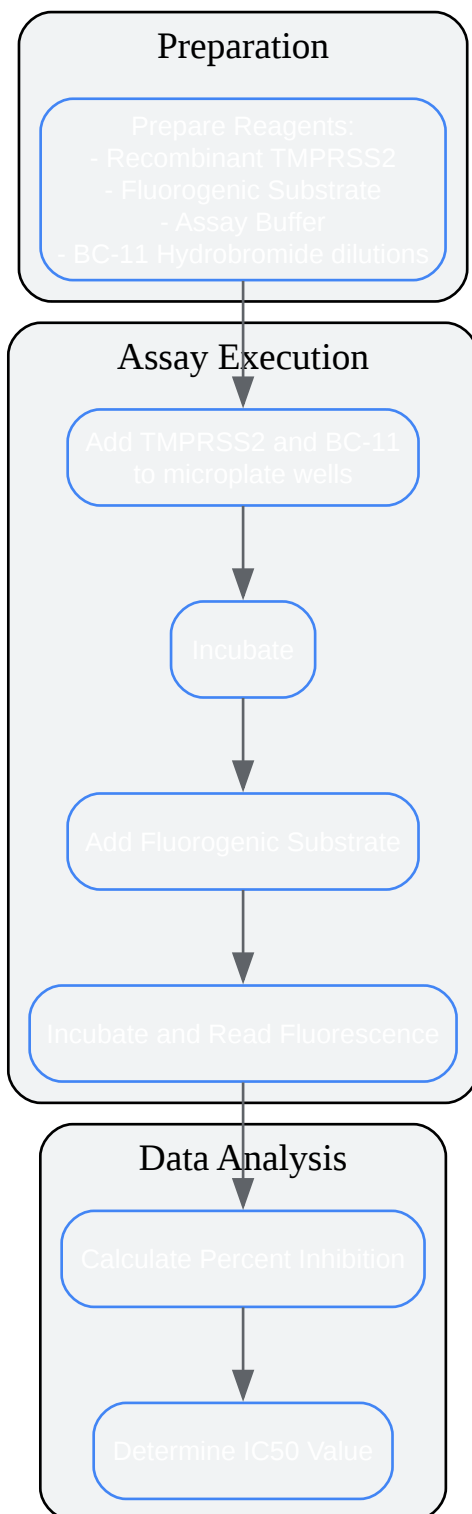 Preparation
Prepare Reagents:
- Recombinant TMPRSS2
- Fluorogenic Substrate
- Assay Buffer
- BC-11 Hydrobromide dilutions
Assay Execution
Add TMPRSS2 and BC-11
to microplate wells
Incubate
Add Fluorogenic Substrate
Incubate and Read Fluorescence
Data Analysis
Calculate Percent Inhibition
Determine IC50 Value